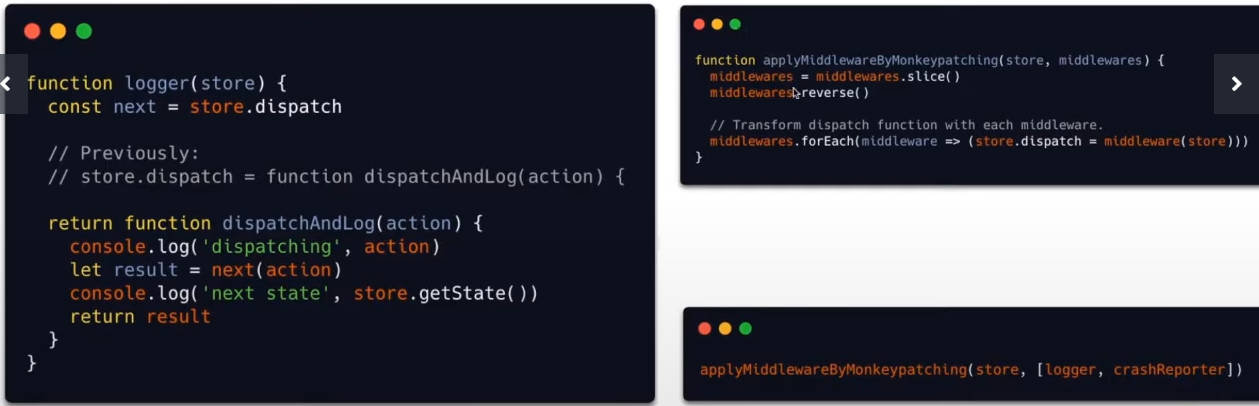 function logger(store) {
const next = store.dispatch
// Previously:
// store.dispatch = function dispatchAndLog(action) {
return function dispatchAndLog(action) {
console.log('dispatching', action)
let result = next(action)
console.log('next state', store.getState())
return result
}
}
function applyMiddlewareByMonkeypatching(store, middlewares) {
middlewares = middlewares.slice()
middlewares.reverse()
// Transform dispatch function with each middleware.
middlewares.forEach(middleware => (store.dispatch = middleware(store)))
}
applyMiddlewareByMonkeypatching(store, [logger, crashReporter])